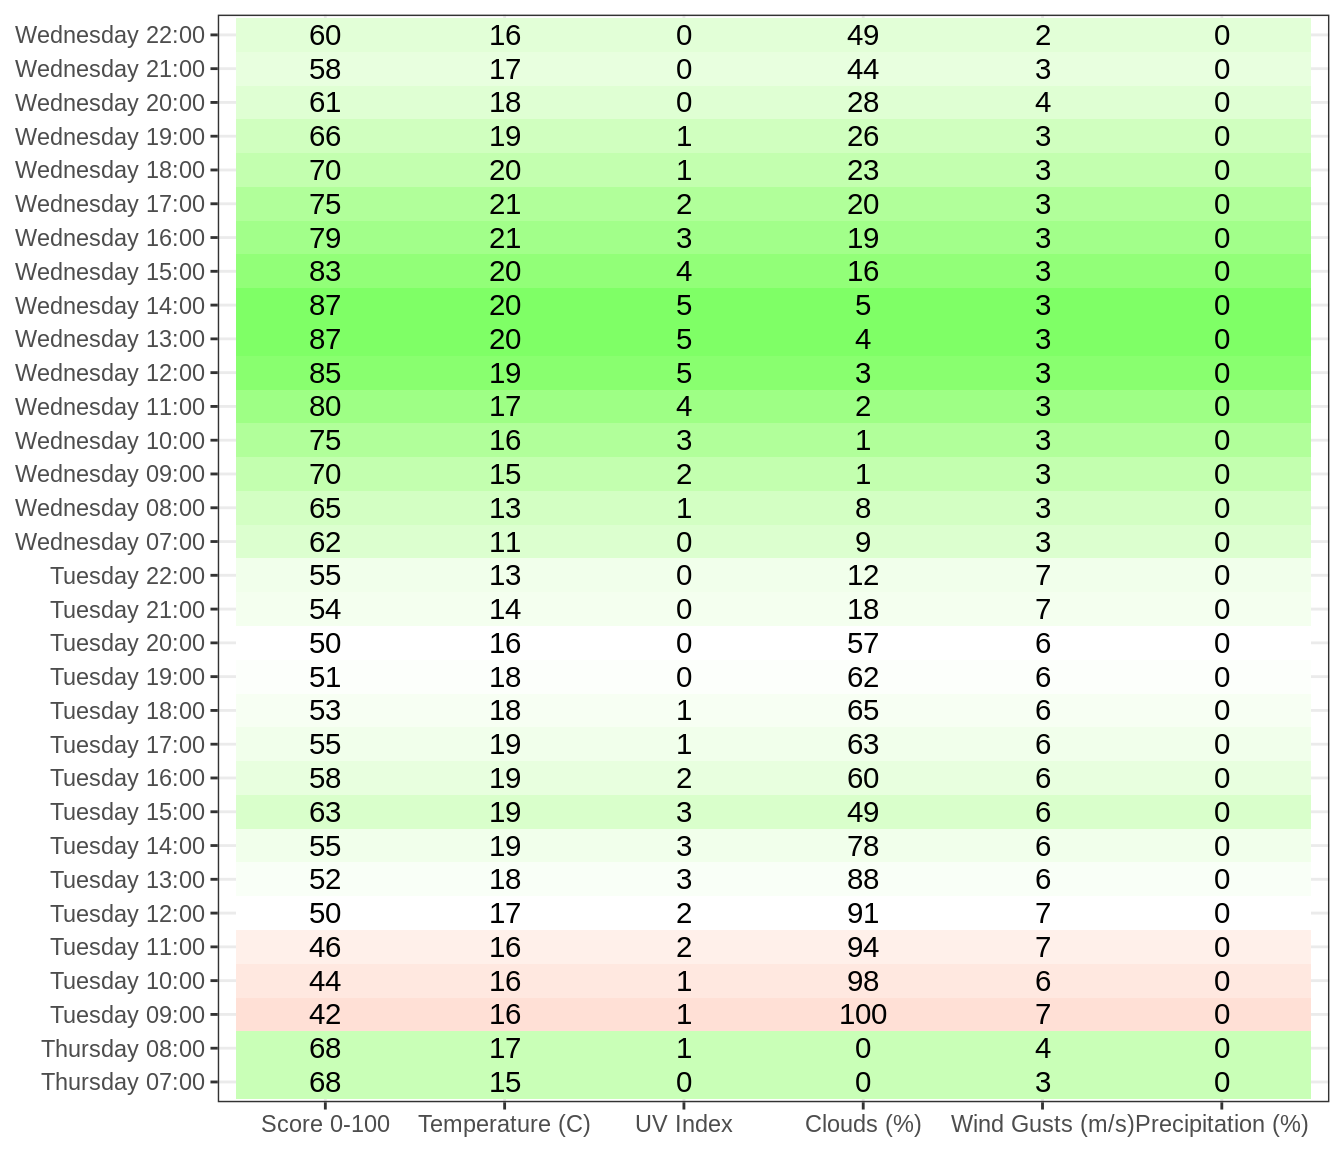 Wednesday 22:00 60 16 0 49 2 0
Wednesday 21:00 58 17 0 44 3 0
Wednesday 20:00 61 18 0 28 4 0
Wednesday 19:00 66 19 1 26 3 0
Wednesday 18:00 70 20 1 23 3 0
Wednesday 17:00 75 21 2 20 3 0
Wednesday 16:00 79 21 3 19 3 0
Wednesday 15:00 83 20 4 16 3 0
Wednesday 14:00 87 20 5 5 3 0
Wednesday 13:00 87 20 5 4 3 0
Wednesday 12:00 85 19 5 3 3 0
Wednesday 11:00 80 17 4 2 3 0
Wednesday 10:00 75 16 3 1 3 0
Wednesday 09:00 70 15 2 1 3 0
Wednesday 08:00 65 13 1 8 3 0
Wednesday 07:00 62 11 0 9 3 0
Tuesday 22:00 55 13 0 12 7 0
Tuesday 21:00 54 14 0 18 7 0
Tuesday 20:00 50 16 0 57 6 0
Tuesday 19:00 51 18 0 62 6 0
Tuesday 18:00 53 18 1 65 6 0
Tuesday 17:00 55 19 1 63 6 0
Tuesday 16:00 58 19 2 60 6 0
Tuesday 15:00 63 19 3 49 6 0
Tuesday 14:00 55 19 3 78 6 0
Tuesday 13:00 52 18 3 88 6 0
Tuesday 12:00 50 17 2 91 7 0
Tuesday 11:00 46 16 2 94 7 0
Tuesday 10:00 44 16 1 98 6 0
Tuesday 09:00 42 16 1 100 7 0
Thursday 08:00 68 17 1 0 4 0
Thursday 07:00 68 15 0 0 3 0
Score 0-100 Temperature (C) UV Index Clouds (%) Wind Gusts (m/s) Precipitation (%)